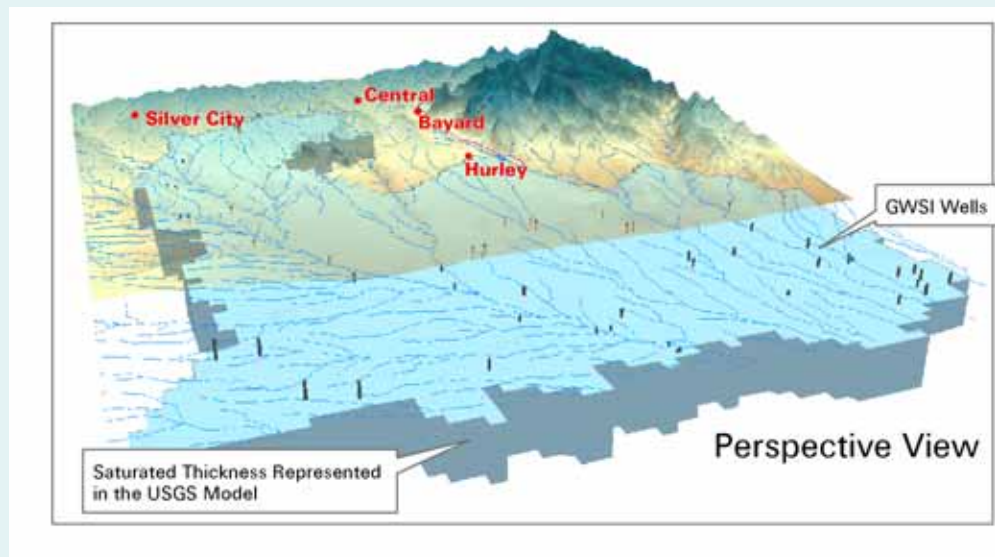 Central
Silver City
Bayard
Hurley
GWSI Wells
Perspective View
Saturated Thickness Represented
in the USGS Model